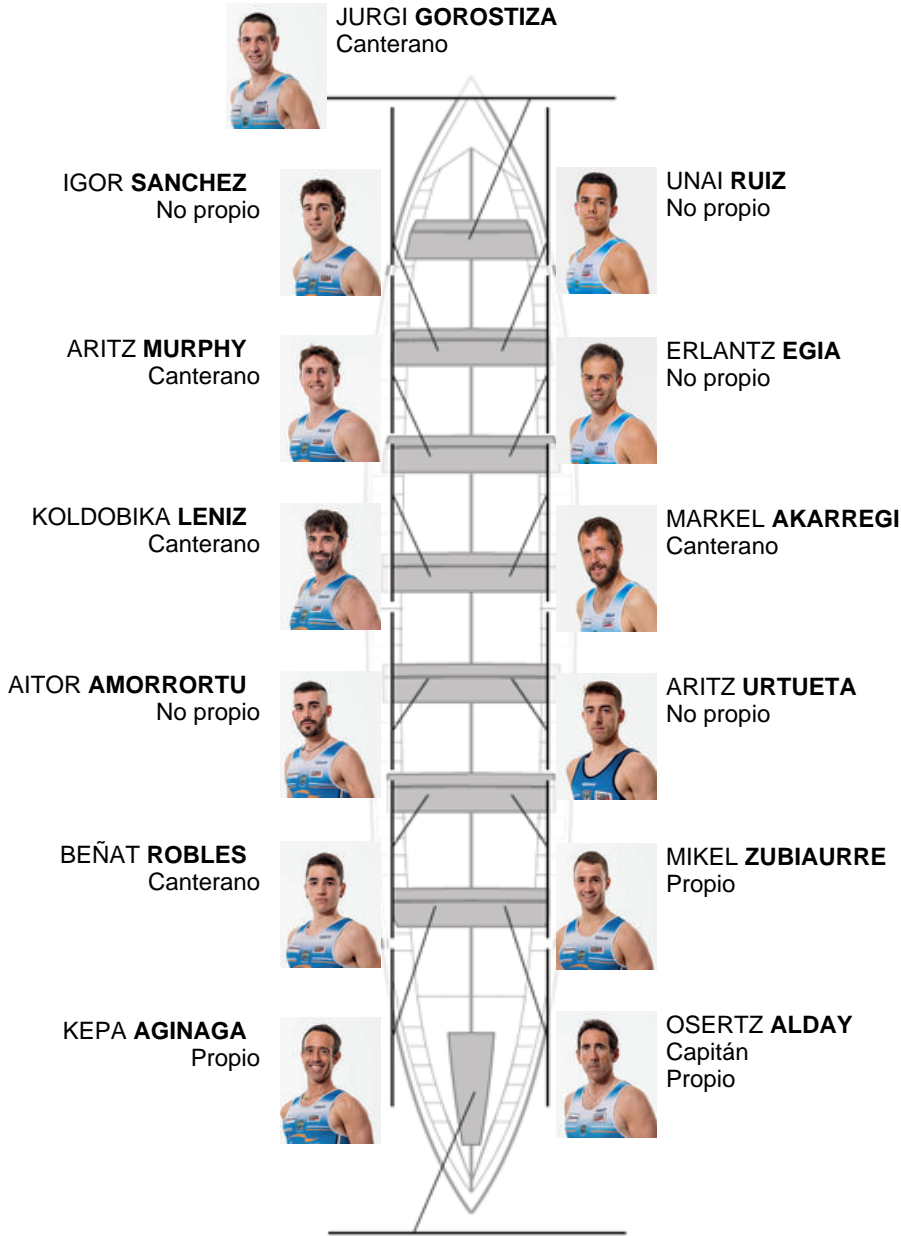 JURGI GOROSTIZA
Canterano
IGOR SANCHEZ
No propio
UNAI RUIZ
No propio
ARITZ MURPHY
Canterano
ERLANTZ EGIA
No propio
KOLDOBIKA LENIZ
Canterano
MARKEL AKARREGI
Canterano
AITOR AMORRORTU
No propio
ARITZ URTUETA
No propio
BEÑAT ROBLES
Canterano
MIKEL ZUBIAURRE
Propio
KEPA AGINAGA
Propio
OSERTZ ALDAY
Capitán
Propio